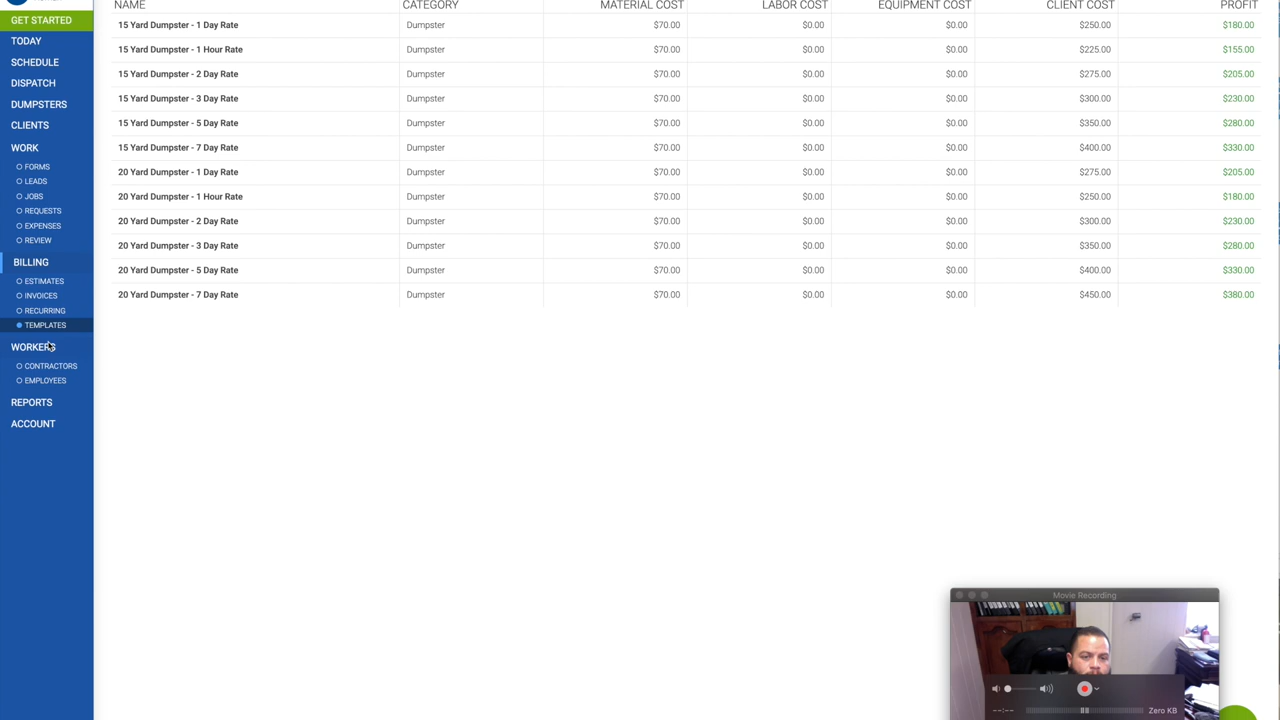 NAME CATEGORY MATERIAL COST LABOR COST EQUIPMENT COST CLIENT COST PROFIT
GET STARTED
TODAY
SCHEDULE
DISPATCH
DUMPSTERS
CLIENTS
WORK
FORMS
LEADS
JOBS
REQUESTS
EXPENSES
REVIEW
BILLING
ESTIMATES
INVOICES
RECURRING
TEMPLATES
WORKERS
CONTRACTORS
EMPLOYEES
REPORTS
ACCOUNT
15 Yard Dumpster - 1 Day Rate Dumpster $70.00 $0.00 $0.00 $250.00 $180.00
15 Yard Dumpster - 1 Hour Rate Dumpster $70.00 $0.00 $0.00 $225.00 $155.00
15 Yard Dumpster - 2 Day Rate Dumpster $70.00 $0.00 $0.00 $275.00 $205.00
15 Yard Dumpster - 3 Day Rate Dumpster $70.00 $0.00 $0.00 $300.00 $230.00
15 Yard Dumpster - 5 Day Rate Dumpster $70.00 $0.00 $0.00 $350.00 $280.00
15 Yard Dumpster - 7 Day Rate Dumpster $70.00 $0.00 $0.00 $400.00 $330.00
20 Yard Dumpster - 1 Day Rate Dumpster $70.00 $0.00 $0.00 $275.00 $205.00
20 Yard Dumpster - 1 Hour Rate Dumpster $70.00 $0.00 $0.00 $250.00 $180.00
20 Yard Dumpster - 2 Day Rate Dumpster $70.00 $0.00 $0.00 $300.00 $230.00
20 Yard Dumpster - 3 Day Rate Dumpster $70.00 $0.00 $0.00 $350.00 $280.00
20 Yard Dumpster - 5 Day Rate Dumpster $70.00 $0.00 $0.00 $400.00 $330.00
20 Yard Dumpster - 7 Day Rate Dumpster $70.00 $0.00 $0.00 $450.00 $380.00
Movie Recording
--:-- Zero KB